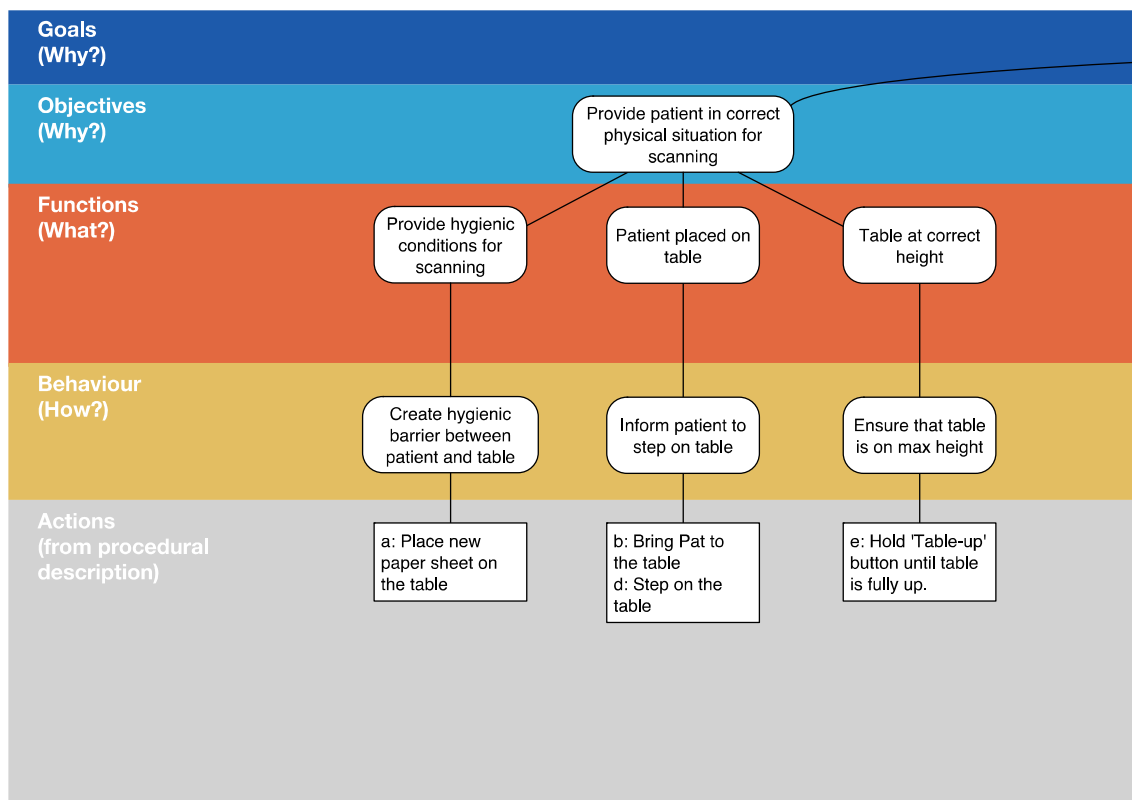 Goals
(Why?)
Objectives
(Why?)
Provide patient in correct
physical situation for
scanning
Functions
(What?)
Provide hygienic
conditions for
scanning
Patient placed on
table
Table at correct
height
Behaviour
(How?)
Create hygienic
barrier between
patient and table
Inform patient to
step on table
Ensure that table
is on max height
Actions
(from procedural
description)
a: Place new
paper sheet on
the table
b: Bring Pat to
the table
d: Step on the
table
e: Hold 'Table-up'
button until table
is fully up.